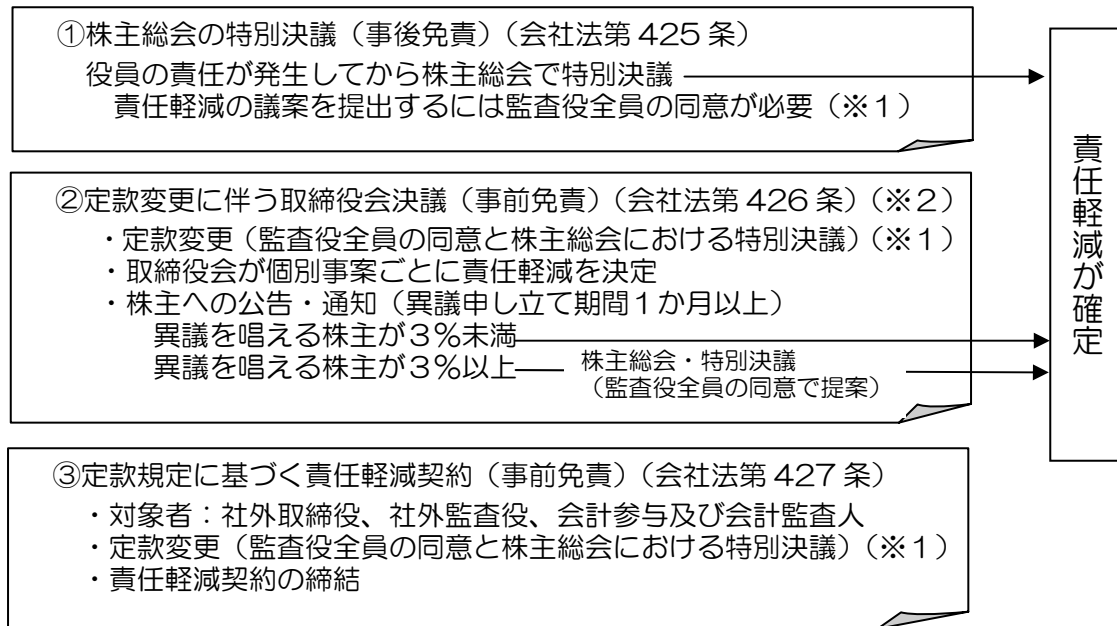 ①株主総会の特別決議(事後免責)(会社法第 425 条)
役員の責任が発生してから株主総会で特別決議
責任軽減の議案を提出するには監査役全員の同意が必要(※1)
②定款変更に伴う取締役会決議(事前免責)(会社法第 426 条)(※2)
・定款変更(監査役全員の同意と株主総会における特別決議)(※1)
・取締役会が個別事案ごとに責任軽減を決定
・株主への公告・通知(異議申し立て期間1か月以上)
異議を唱える株主が3%未満
異議を唱える株主が3%以上
株主総会・特別決議
(監査役全員の同意で提案)
③定款規定に基づく責任軽減契約(事前免責)(会社法第 427 条)
・対象者:社外取締役、社外監査役、会計参与及び会計監査人
・定款変更(監査役全員の同意と株主総会における特別決議)(※1)
・責任軽減契約の締結
責任軽減が確定